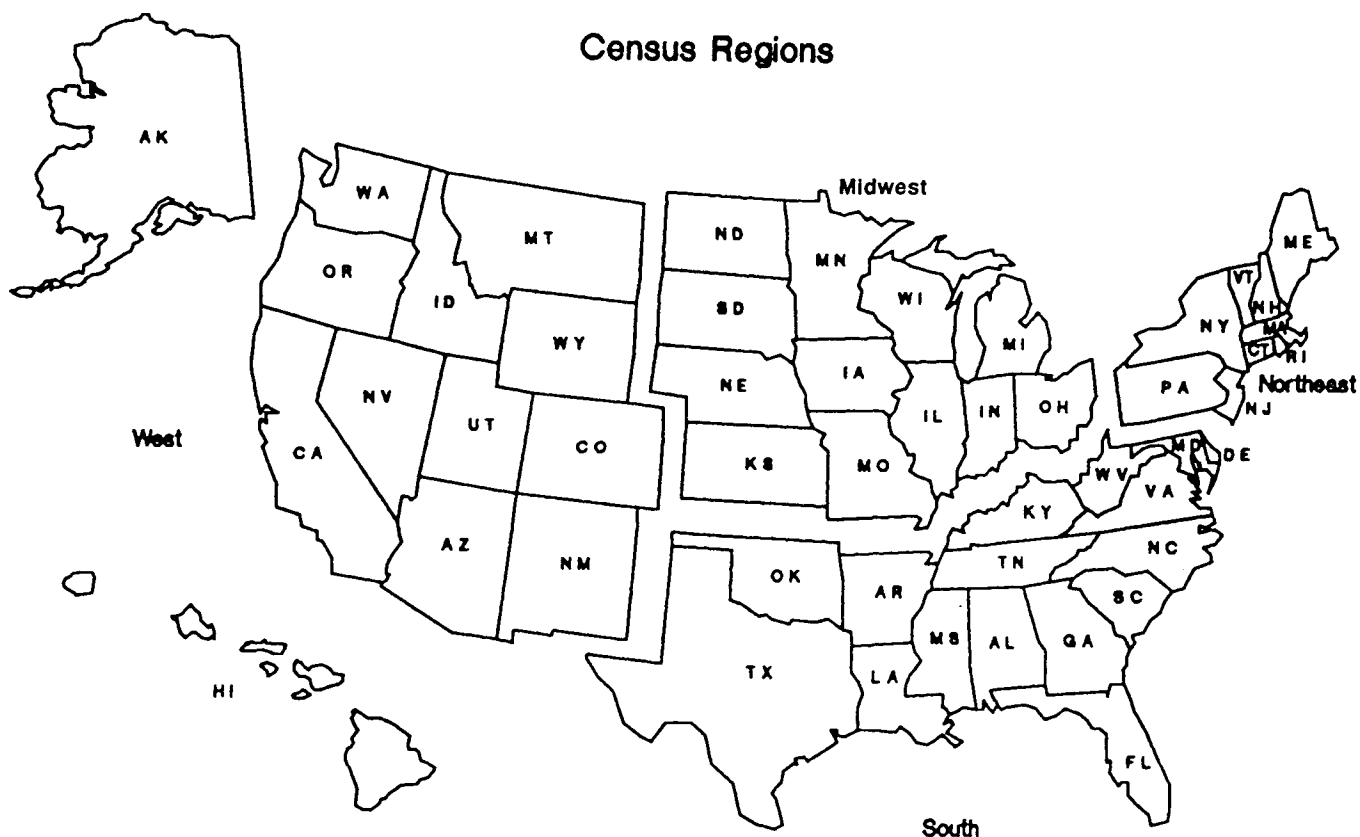 Census Regions
AK
WA
MT
OR
ID
WY
NV
UT
CO
CA
AZ
NM
West
HI
Midwest
ND
MN
SD
WI
MI
NE
IA
IL
IN
OH
KS
MO
ME
VT
NH
NY
MA
CT
RI
PA
Northeast
NJ
MD
DE
WV
VA
KY
NC
TN
OK
AR
SC
MS
AL
GA
TX
LA
FL
South